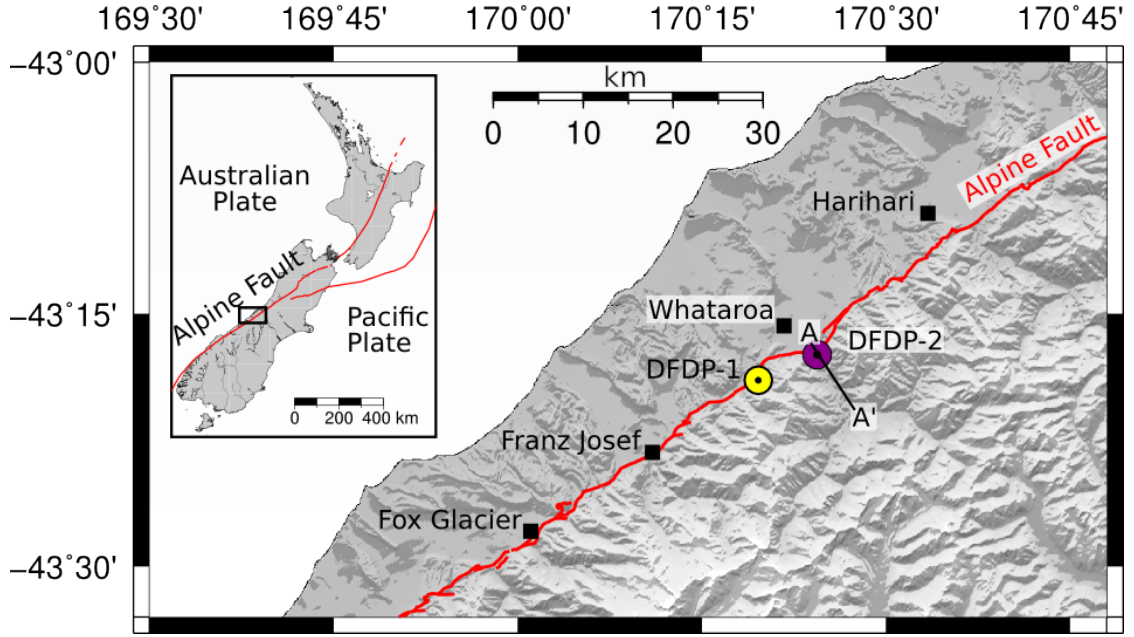 169˚30' 169˚45' 170˚00' 170˚15' 170˚30' 170˚45'
−43˚00'
−43˚15'
−43˚30'
km
0 10 20 30
Australian
Plate
Alpine Fault
Pacific
Plate
0 200 400 km
Alpine Fault
Harihari
Whataroa
A
DFDP-2
DFDP-1
A'
Franz Josef
Fox Glacier